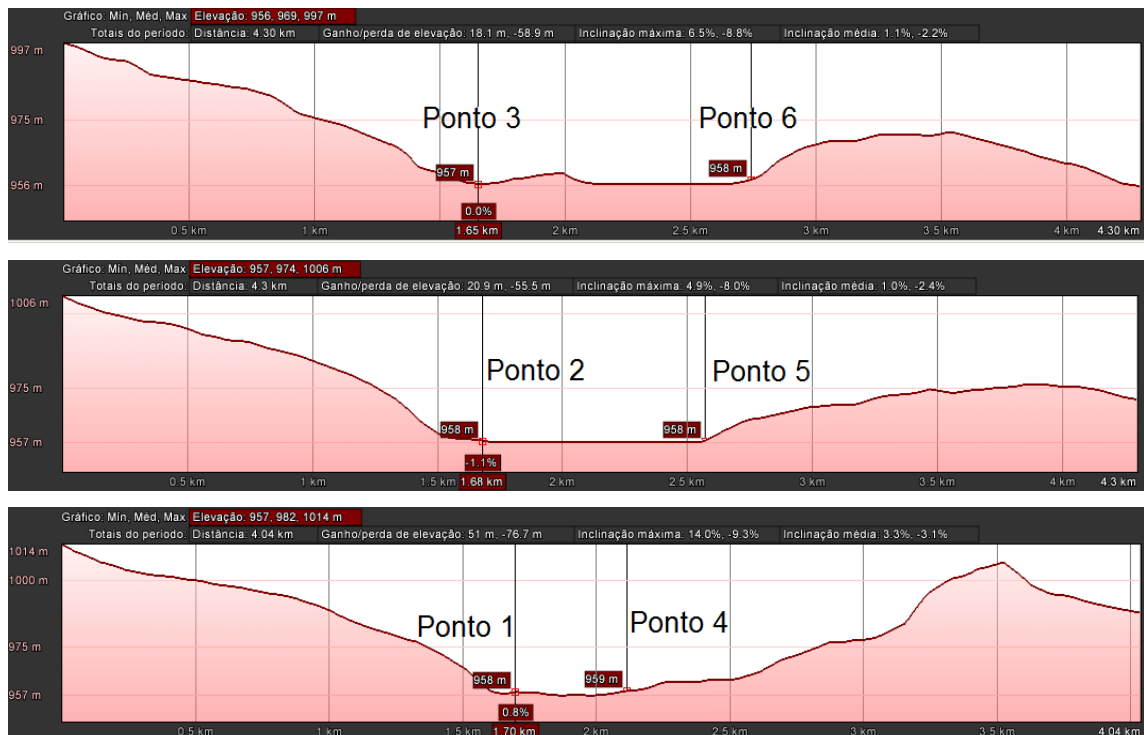 Gráfico: Mín, Méd, Max Elevação: 956, 969, 997 m
Totais do período: Distância: 4.30 km Ganho/perda de elevação: 18.1 m, -58.9 m Inclinação máxima: 6.5%, -8.8% Inclinação média: 1.1%, -2.2%
997 m
975 m
Ponto 3 Ponto 6
957 m 958 m
956 m
0.0%
0.5 km 1 km 1.65 km 2 km 2.5 km 3 km 3.5 km 4 km 4.30 km
Gráfico: Mín, Méd, Max Elevação: 957, 974, 1006 m
Totais do período: Distância: 4.3 km Ganho/perda de elevação: 20.9 m, -55.5 m Inclinação máxima: 4.9%, -8.0% Inclinação média: 1.0%, -2.4%
1006 m
Ponto 2 Ponto 5
975 m
958 m 958 m
957 m
-1.1%
0.5 km 1 km 1.5 km 1.68 km 2 km 2.5 km 3 km 3.5 km 4 km 4.3 km
Gráfico: Mín, Méd, Max Elevação: 957, 982, 1014 m
Totais do período: Distância: 4.04 km Ganho/perda de elevação: 51 m, -76.7 m Inclinação máxima: 14.0%, -9.3% Inclinação média: 3.3%, -3.1%
1014 m
1000 m
Ponto 1 Ponto 4
975 m
958 m 959 m
957 m
0.8%
0.5 km 1 km 1.5 km 1.70 km 2 km 2.5 km 3 km 3.5 km 4.04 km